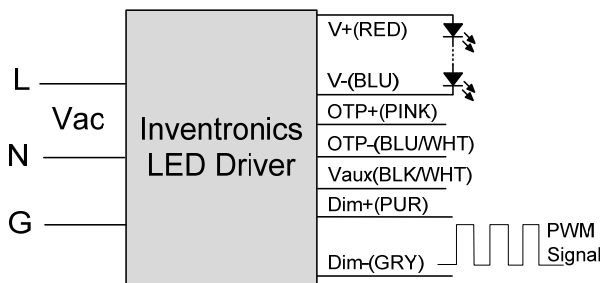 L
Vac
N
G
Inventronics
LED Driver
V+(RED)
V-(BLU)
OTP+(PINK)
OTP-(BLU/WHT)
Vaux(BLK/WHT)
Dim+(PUR)
Dim-(GRY)
PWM
Signal